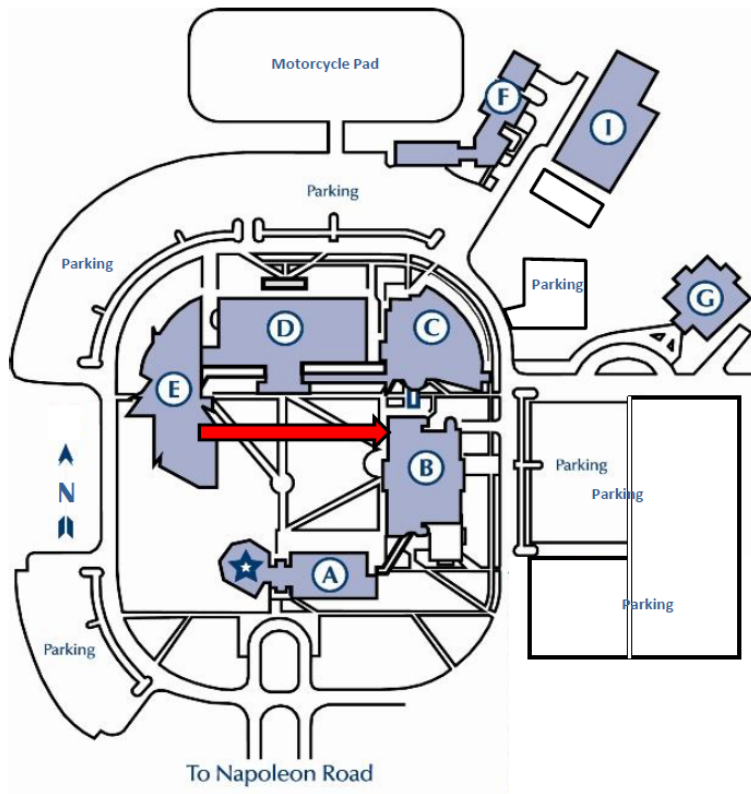 Motorcycle Pad
F
I
Parking
Parking
Parking
G
D
C
E
B
Parking
Parking
N
A
Parking
Parking
To Napoleon Road